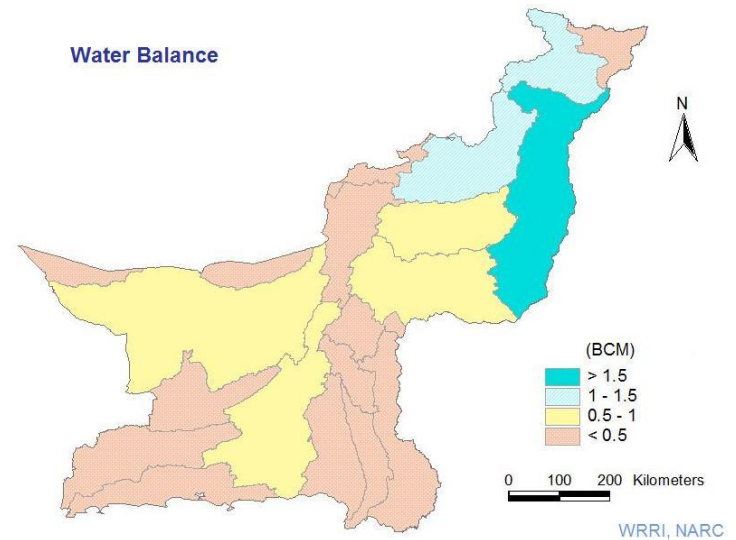 Water Balance
N
(BCM)
> 1.5
1 - 1.5
0.5 - 1
< 0.5
0 100 200 Kilometers
WRRI, NARC